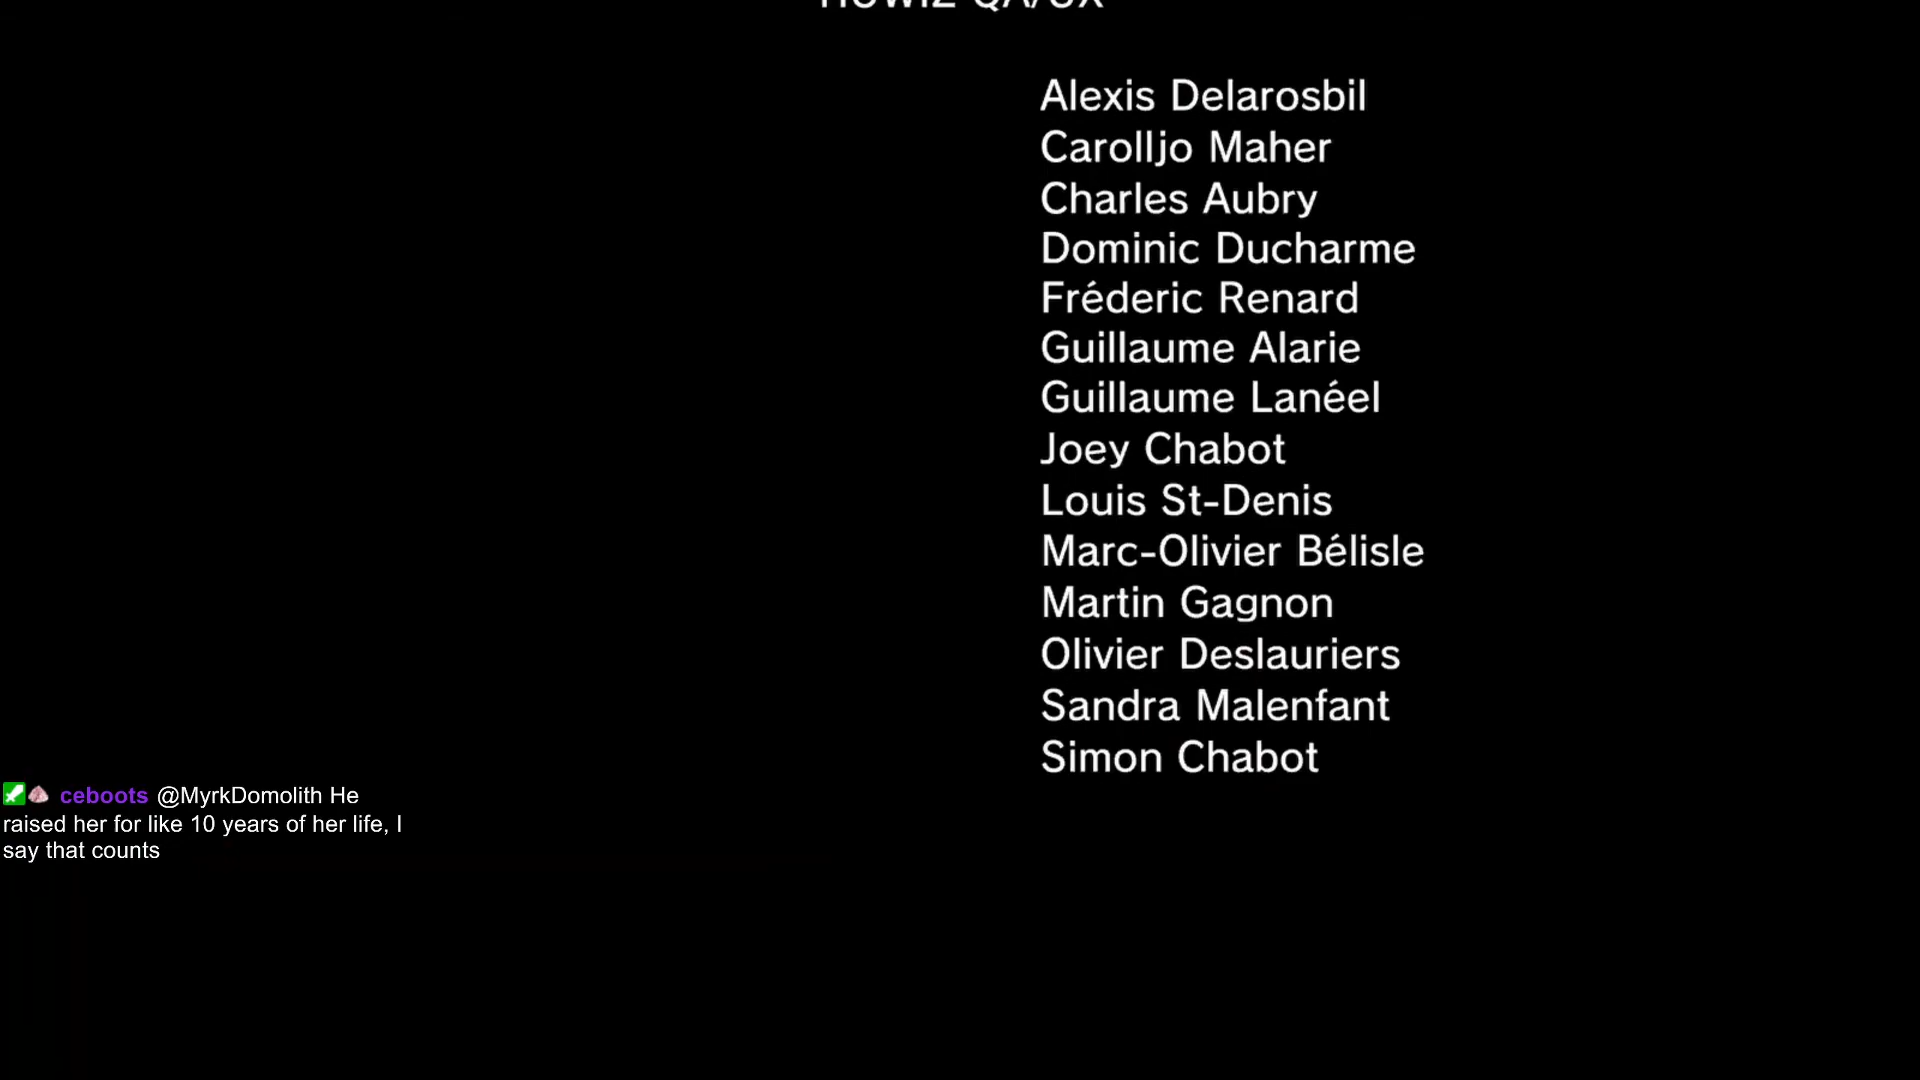 QA/UX
Alexis Delarosbil
Carolljo Maher
Charles Aubry
Dominic Ducharme
Fréderic Renard
Guillaume Alarie
Guillaume Lanéel
Joey Chabot
Louis St-Denis
Marc-Olivier Bélisle
Martin Gagnon
Olivier Deslauriers
Sandra Malenfant
Simon Chabot
ceboots @MyrkDomolith He
raised her for like 10 years of her life, I
say that counts